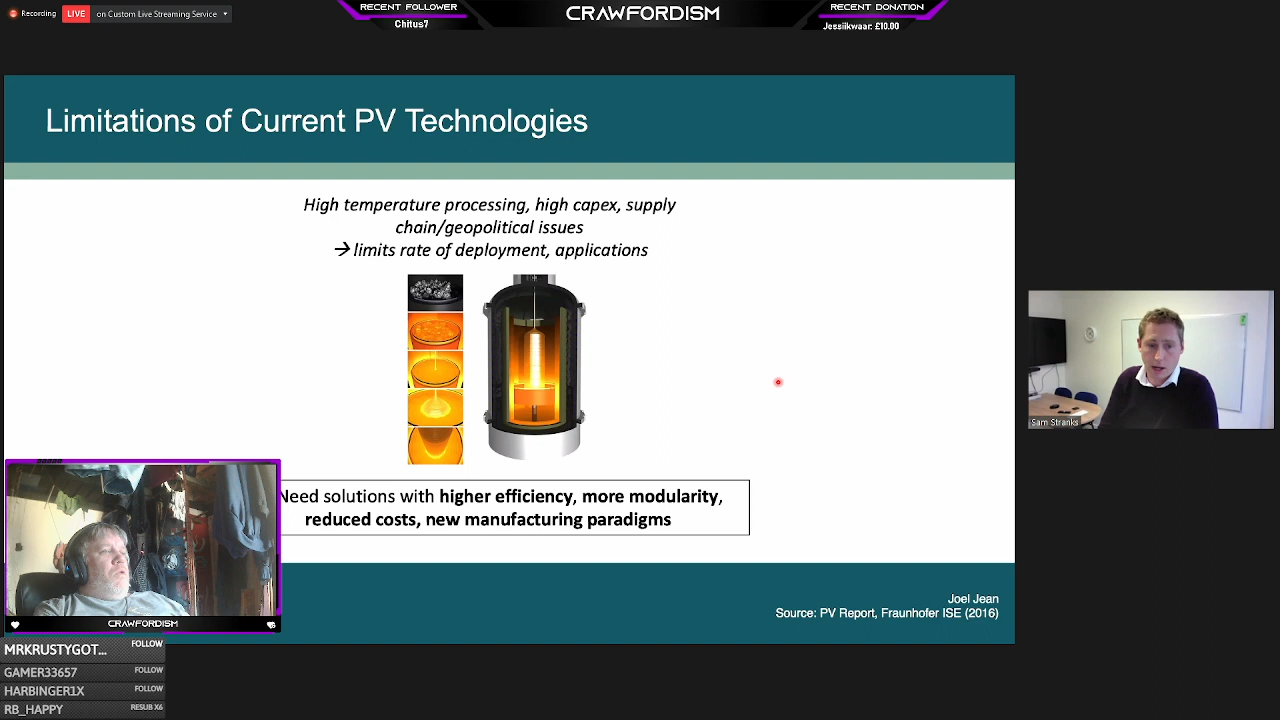 Recording
LIVE
on Custom Live Streaming Service
RECENT FOLLOWER
Chitus7
CRAWFORDISM
RECENT DONATION
Jessiikwaar: £10.00
Limitations of Current PV Technologies
High temperature processing, high capex, supply
chain/geopolitical issues
→ limits rate of deployment, applications
Need solutions with higher efficiency, more modularity,
reduced costs, new manufacturing paradigms
Joel Jean
Source: PV Report, Fraunhofer ISE (2016)
Sam Stranks
CRAWFORDISM
MRKRUSTYGOT... FOLLOW
GAMER33657 FOLLOW
HARBINGER1X FOLLOW
RB_HAPPY RESUB X6